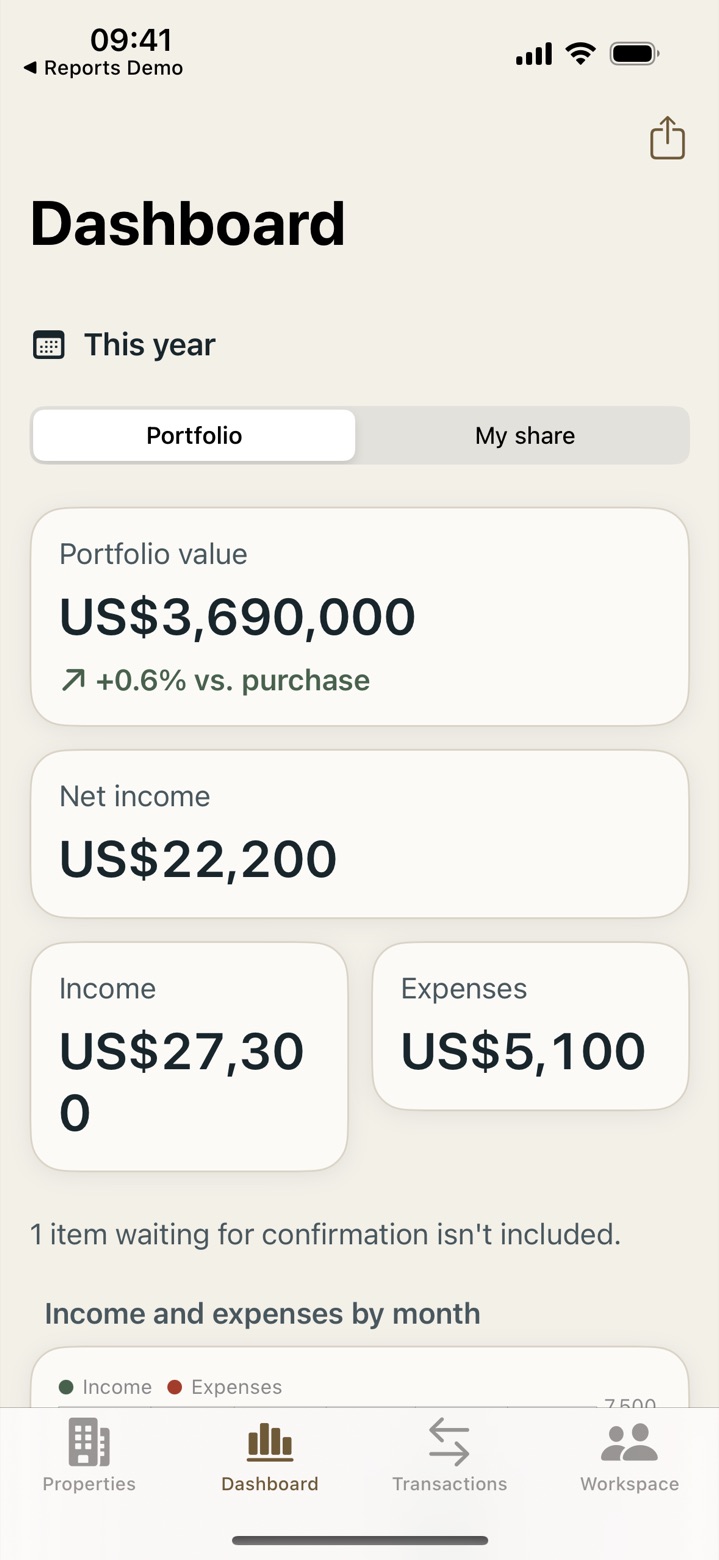 09:41
◀ Reports Demo
Dashboard
This year
Portfolio
My share
Portfolio value
US$3,690,000
+0.6% vs. purchase
Net income
US$22,200
Income
US$27,30
0
Expenses
US$5,100
1 item waiting for confirmation isn't included.
Income and expenses by month
Income
Expenses
7,500
Properties
Dashboard
Transactions
Workspace